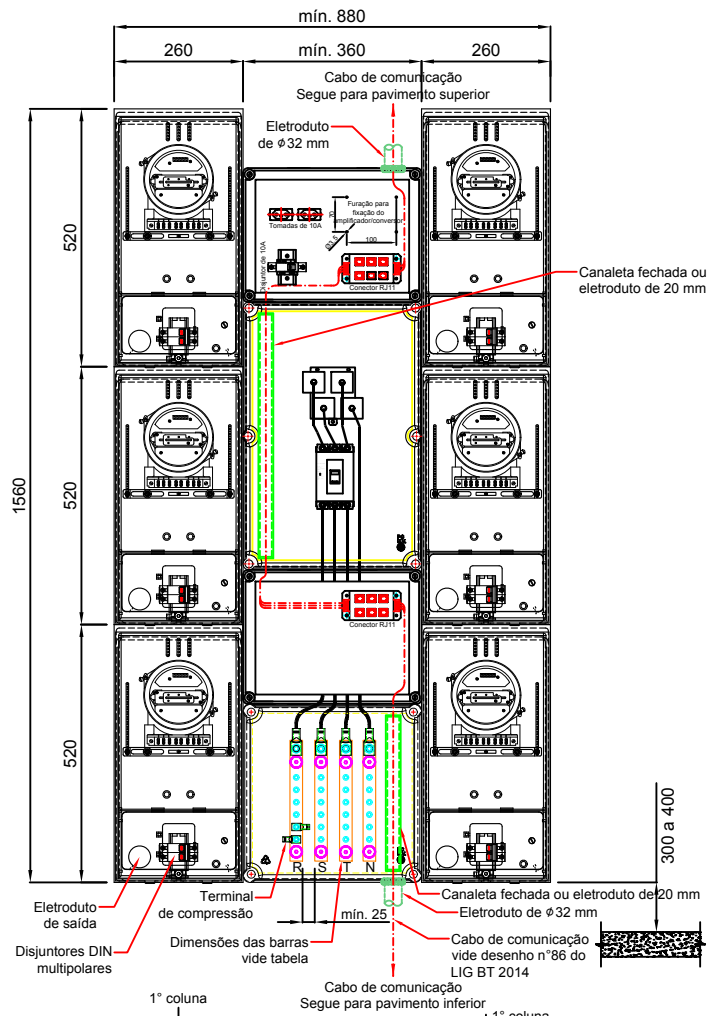 mín. 880
260
mín. 360
260
Cabo de comunicação
Segue para pavimento superior
Eletroduto
de ϕ32 mm
Furação para
fixação do
amplificador/conversor
70
100
Ø3,5
Tomadas de 10A
Disjuntor de 10A
Conector RJ11
Canaleta fechada ou
eletroduto de 20 mm
1560
520
520
520
Conector RJ11
R
S
T
N
300 a 400
Eletroduto
de saída
Disjuntores DIN
multipolares
Terminal
de compressão
mín. 25
Dimensões das barras
vide tabela
Canaleta fechada ou eletroduto de 20 mm
Eletroduto de ϕ32 mm
Cabo de comunicação
vide desenho n°86 do
LIG BT 2014
Cabo de comunicação
Segue para pavimento inferior
1° coluna
1° coluna